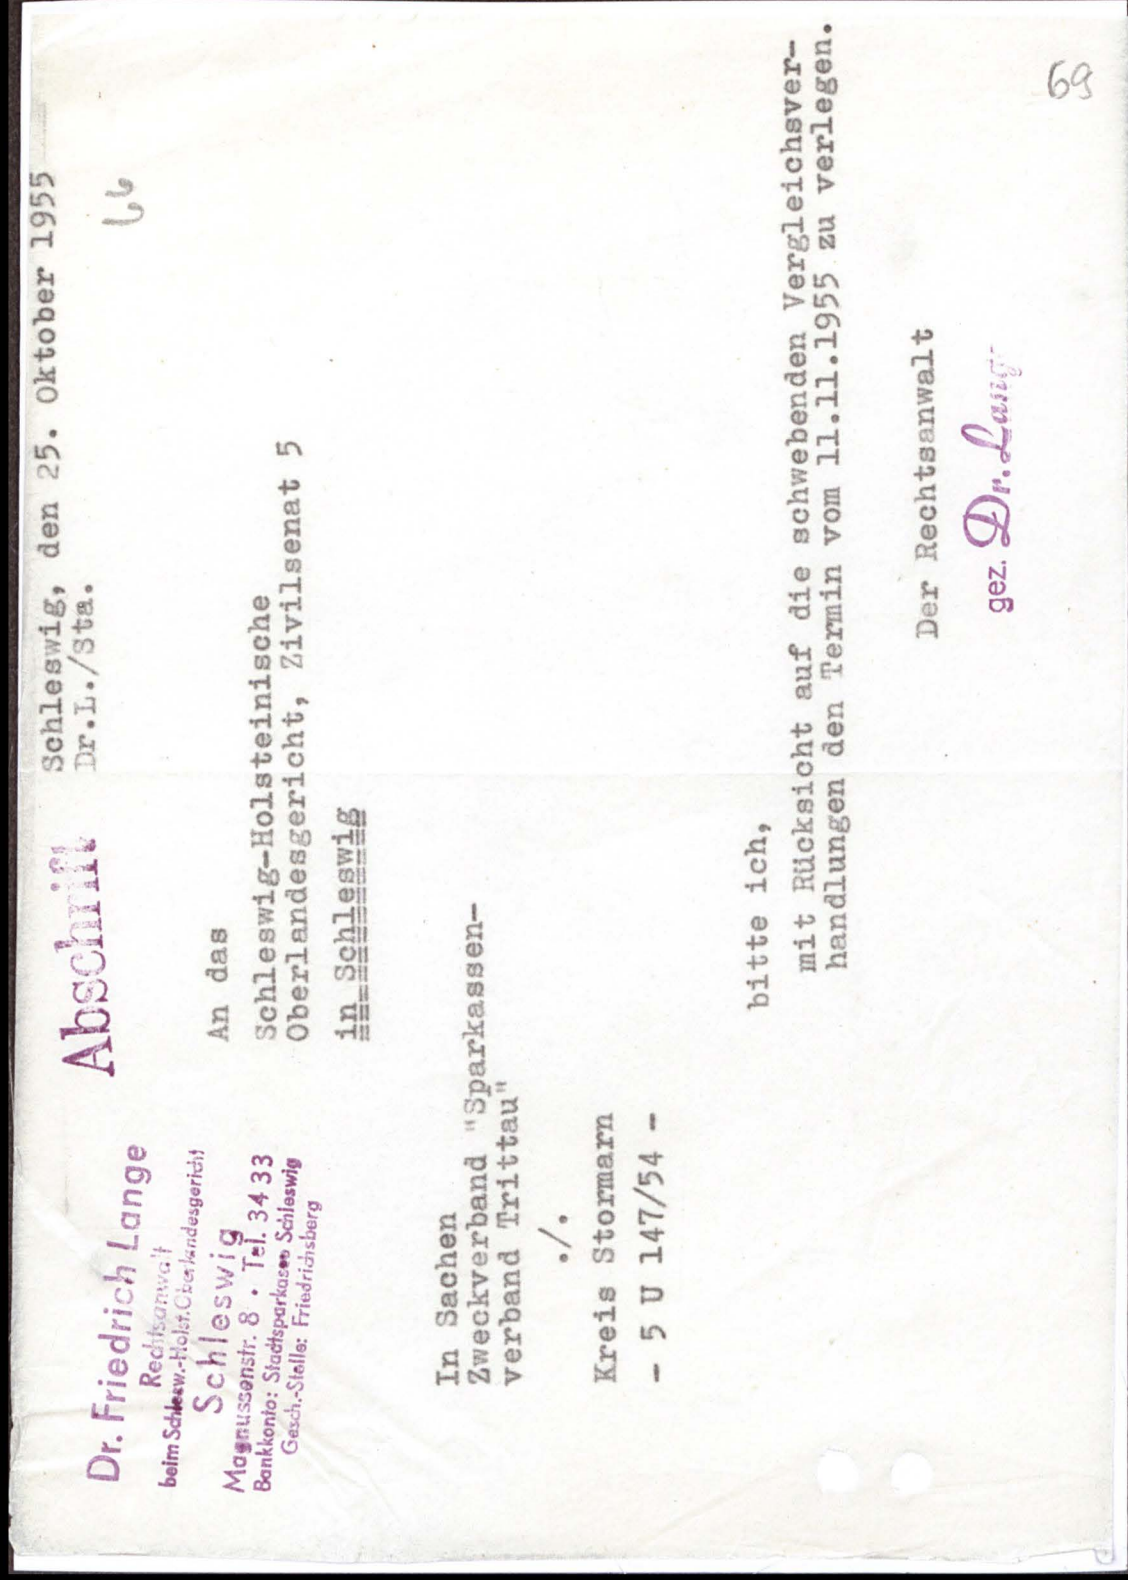 Dr. Friedrich Lange
Rechtsanwalt
beim Schlesw.-Holst. Oberlandesgericht
Schleswig
Magnussenstr. 8 · Tel. 3433
Bankkonto: Stadtsparkasse Schleswig
Gesch.-Stelle: Friedrichsberg
Abschrift
Schleswig, den 25. Oktober 1955
Dr.L./Sta.
66
An das
Schleswig-Holsteinische
Oberlandesgericht, Zivilsenat 5
in Schleswig
In Sachen
Zweckverband "Sparkassen-
verband Trittau"
./.
Kreis Stormarn
- 5 U 147/54 -
bitte ich,
mit Rücksicht auf die schwebenden Vergleichsver-
handlungen den Termin vom 11.11.1955 zu verlegen.
Der Rechtsanwalt
gez. Dr. Lange
69